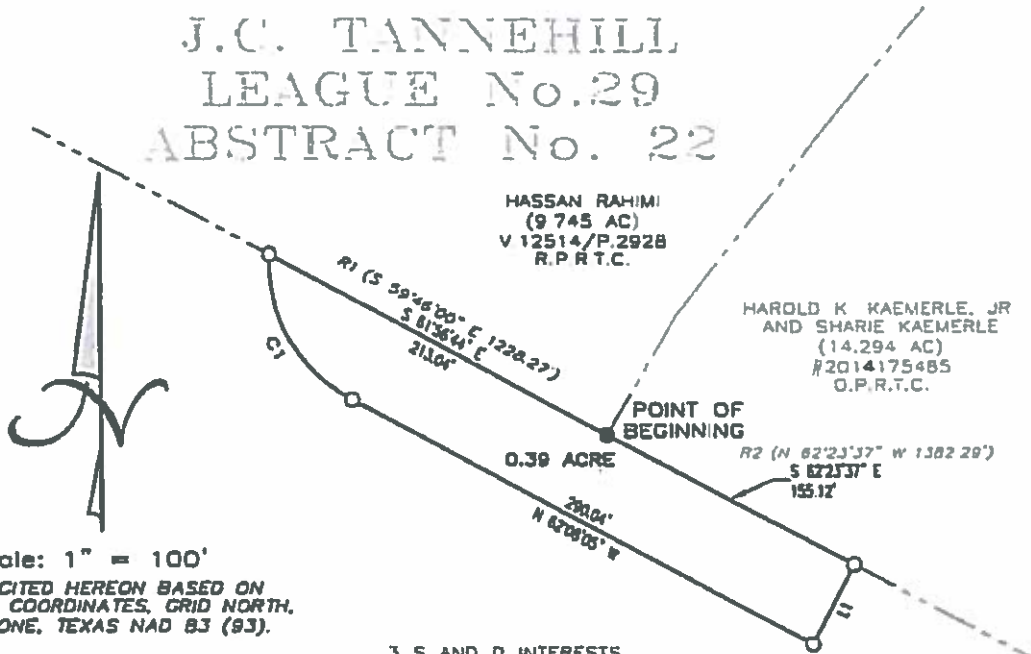 J.C. TANNEHILL
LEAGUE No.29
ABSTRACT No. 22
HASSAN RAHIMI
(9 745 AC)
V 12514/P.2928
R.P.R.T.C.
R1 (S 59°46'00" E 1228.27')
S 61°56'44" E
213.04'
C1
HAROLD K KAEMERLE, JR
AND SHARIE KAEMERLE
(14.294 AC)
#2014175485
O.P.R.T.C.
POINT OF
BEGINNING
R2 (N 62°23'37" W 1382 29')
S 62°23'37" E
155.12'
0.39 ACRE
290.04'
N 62°08'05" W
L1
N
ale: 1" = 100'
CITED HEREON BASED ON
COORDINATES, GRID NORTH,
ONE, TEXAS NAD 83 (93).
J S AND D INTERESTS